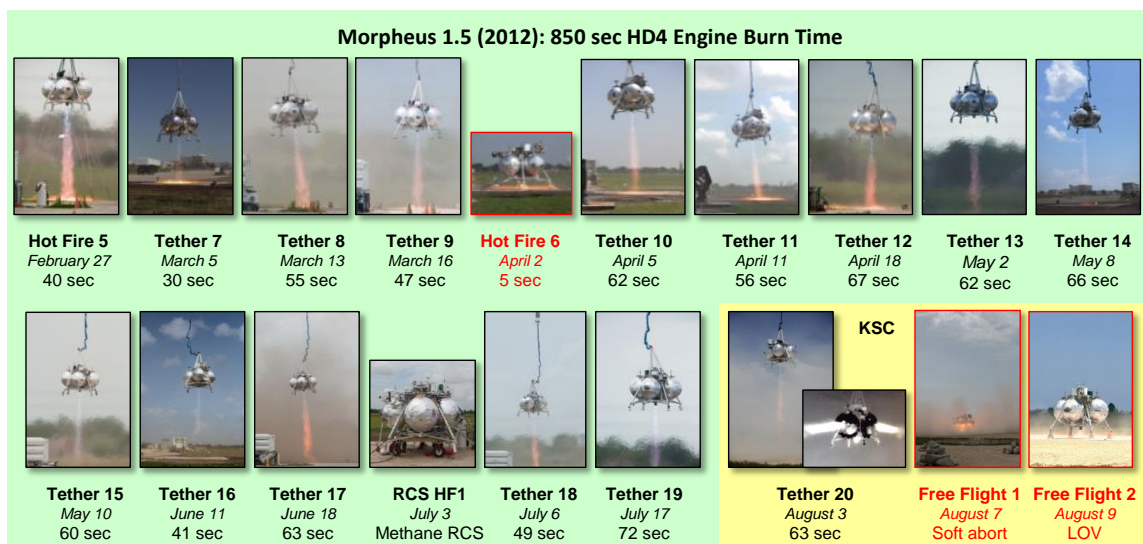 Morpheus 1.5 (2012): 850 sec HD4 Engine Burn Time
Hot Fire 5
February 27
40 sec
Tether 7
March 5
30 sec
Tether 8
March 13
55 sec
Tether 9
March 16
47 sec
Hot Fire 6
April 2
5 sec
Tether 10
April 5
62 sec
Tether 11
April 11
56 sec
Tether 12
April 18
67 sec
Tether 13
May 2
62 sec
Tether 14
May 8
66 sec
KSC
Tether 15
May 10
60 sec
Tether 16
June 11
41 sec
Tether 17
June 18
63 sec
RCS HF1
July 3
Methane RCS
Tether 18
July 6
49 sec
Tether 19
July 17
72 sec
Tether 20
August 3
63 sec
Free Flight 1
August 7
Soft abort
Free Flight 2
August 9
LOV